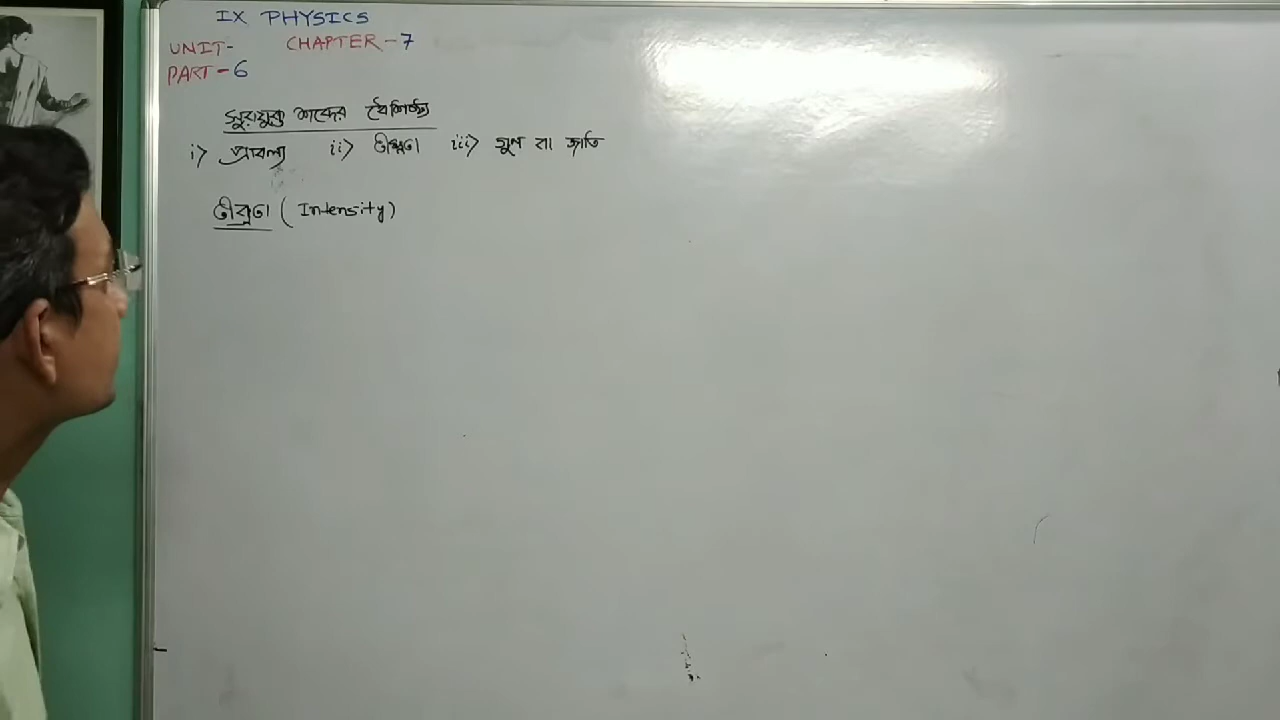 IX PHYSICS
UNIT- CHAPTER-7
PART-6
সুরযুক্ত শব্দের বৈশিষ্ট্য
i> প্রাবল্য ii> তীক্ষ্ণতা iii> গুণ বা জাতি
তীব্রতা (Intensity)